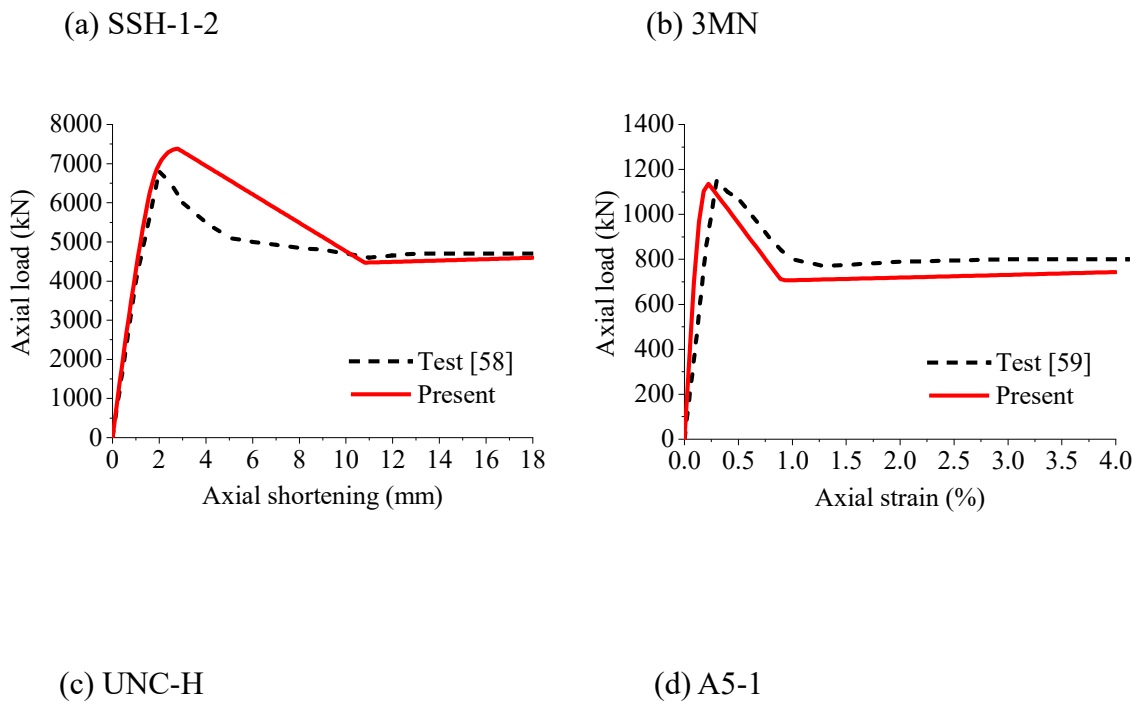 (a) SSH-1-2
(b) 3MN
8000
7000
6000
5000
4000
3000
2000
1000
0
Axial load (kN)
Test [58]
Present
0 2 4 6 8 10 12 14 16 18
Axial shortening (mm)
1400
1200
1000
800
600
400
200
0
Axial load (kN)
Test [59]
Present
0.0 0.5 1.0 1.5 2.0 2.5 3.0 3.5 4.0
Axial strain (%)
(c) UNC-H
(d) A5-1